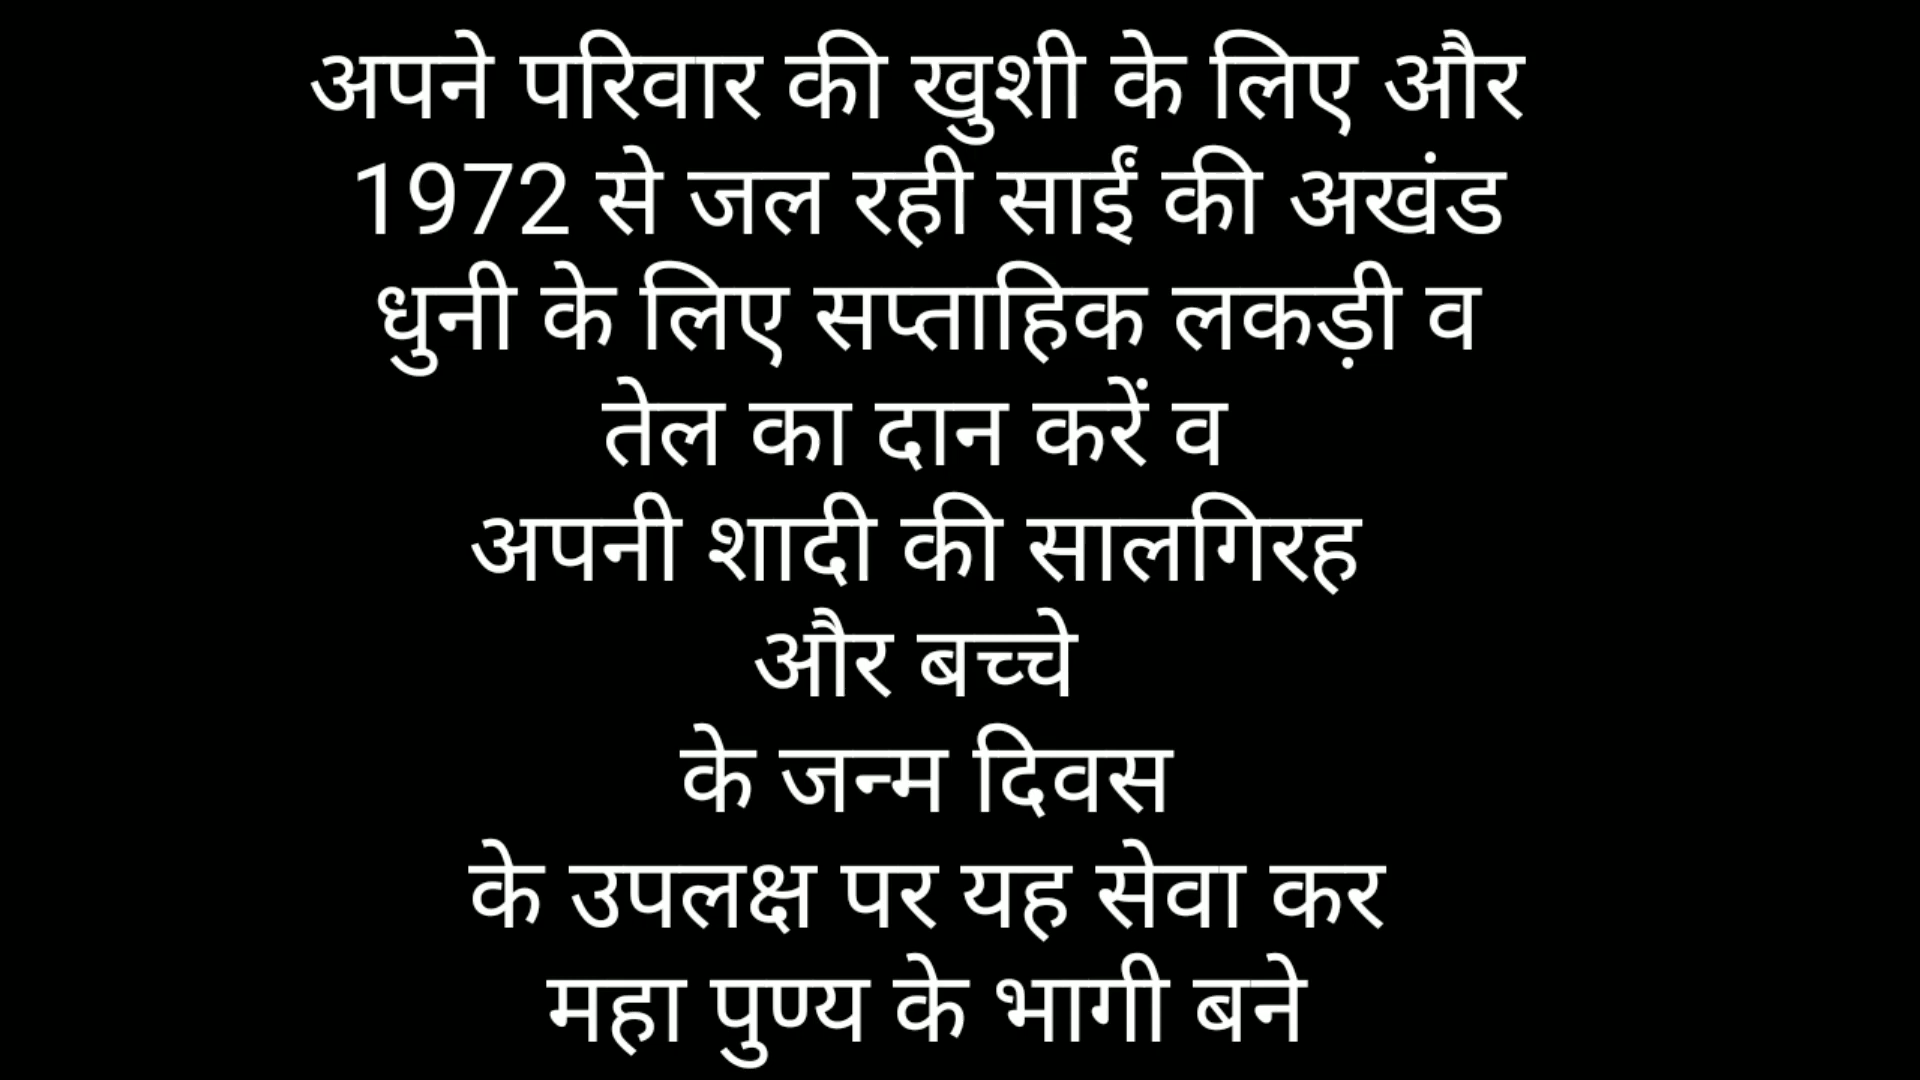 अपने परिवार की खुशी के लिए और
1972 से जल रही साईं की अखंड
धुनी के लिए सप्ताहिक लकड़ी व
तेल का दान करें व
अपनी शादी की सालगिरह
और बच्चे
के जन्म दिवस
के उपलक्ष पर यह सेवा कर
महा पुण्य के भागी बने